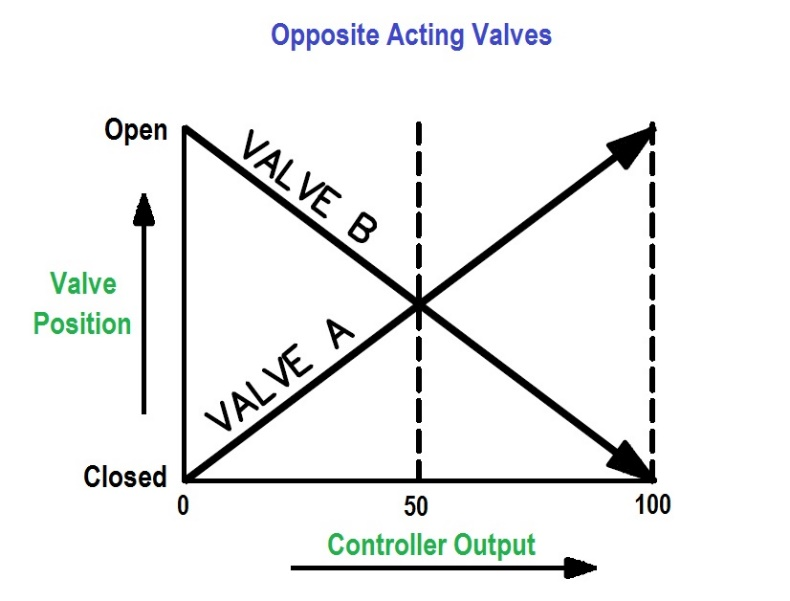 Opposite Acting Valves
Open
VALVE B
Valve
Position
VALVE A
Closed
0
50
100
Controller Output